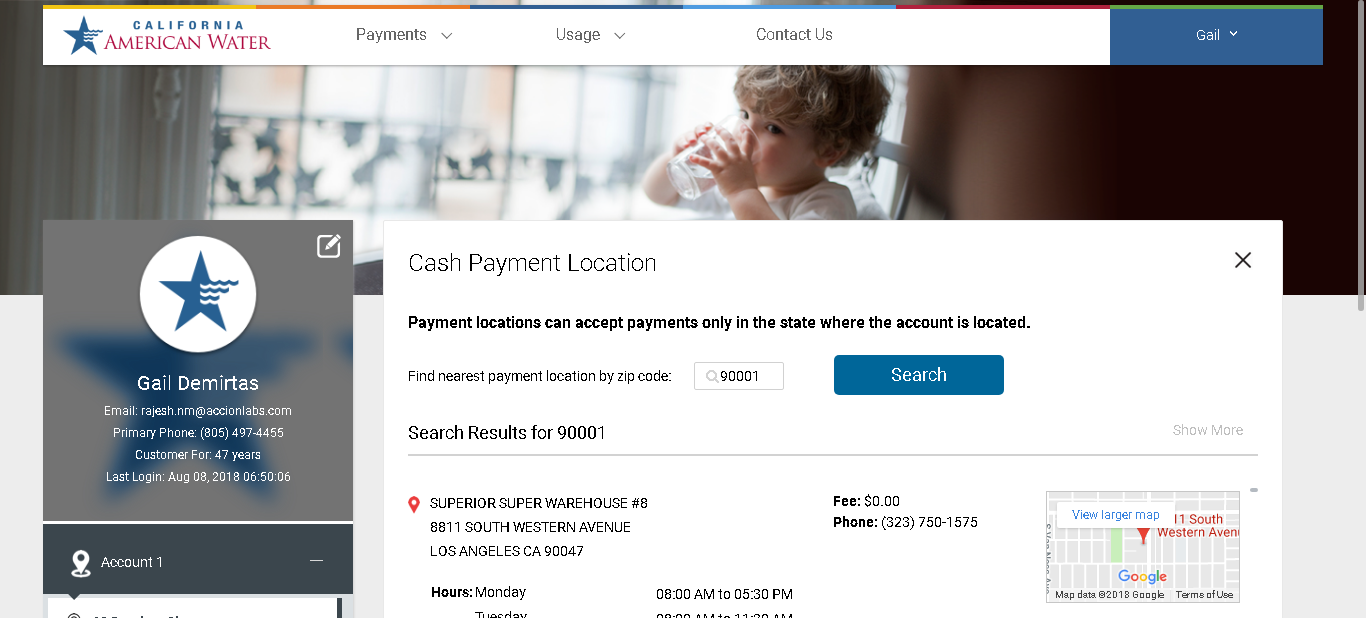 CALIFORNIA
AMERICAN WATER
Payments
Usage
Contact Us
Gail
Gail Demirtas
Email: rajesh.nm@accionlabs.com
Primary Phone: (805) 497-4455
Customer For: 47 years
Last Login: Aug 08, 2018 06:50:06
Account 1
Cash Payment Location
Payment locations can accept payments only in the state where the account is located.
Find nearest payment location by zip code:
90001
Search
Search Results for 90001
Show More
SUPERIOR SUPER WAREHOUSE #8
8811 SOUTH WESTERN AVENUE
LOS ANGELES CA 90047
Fee: $0.00
Phone: (323) 750-1575
Hours: Monday 08:00 AM to 05:30 PM
Tuesday
View larger map
11 South
Western Avenu
Google
Map data ©2018 Google
Terms of Use